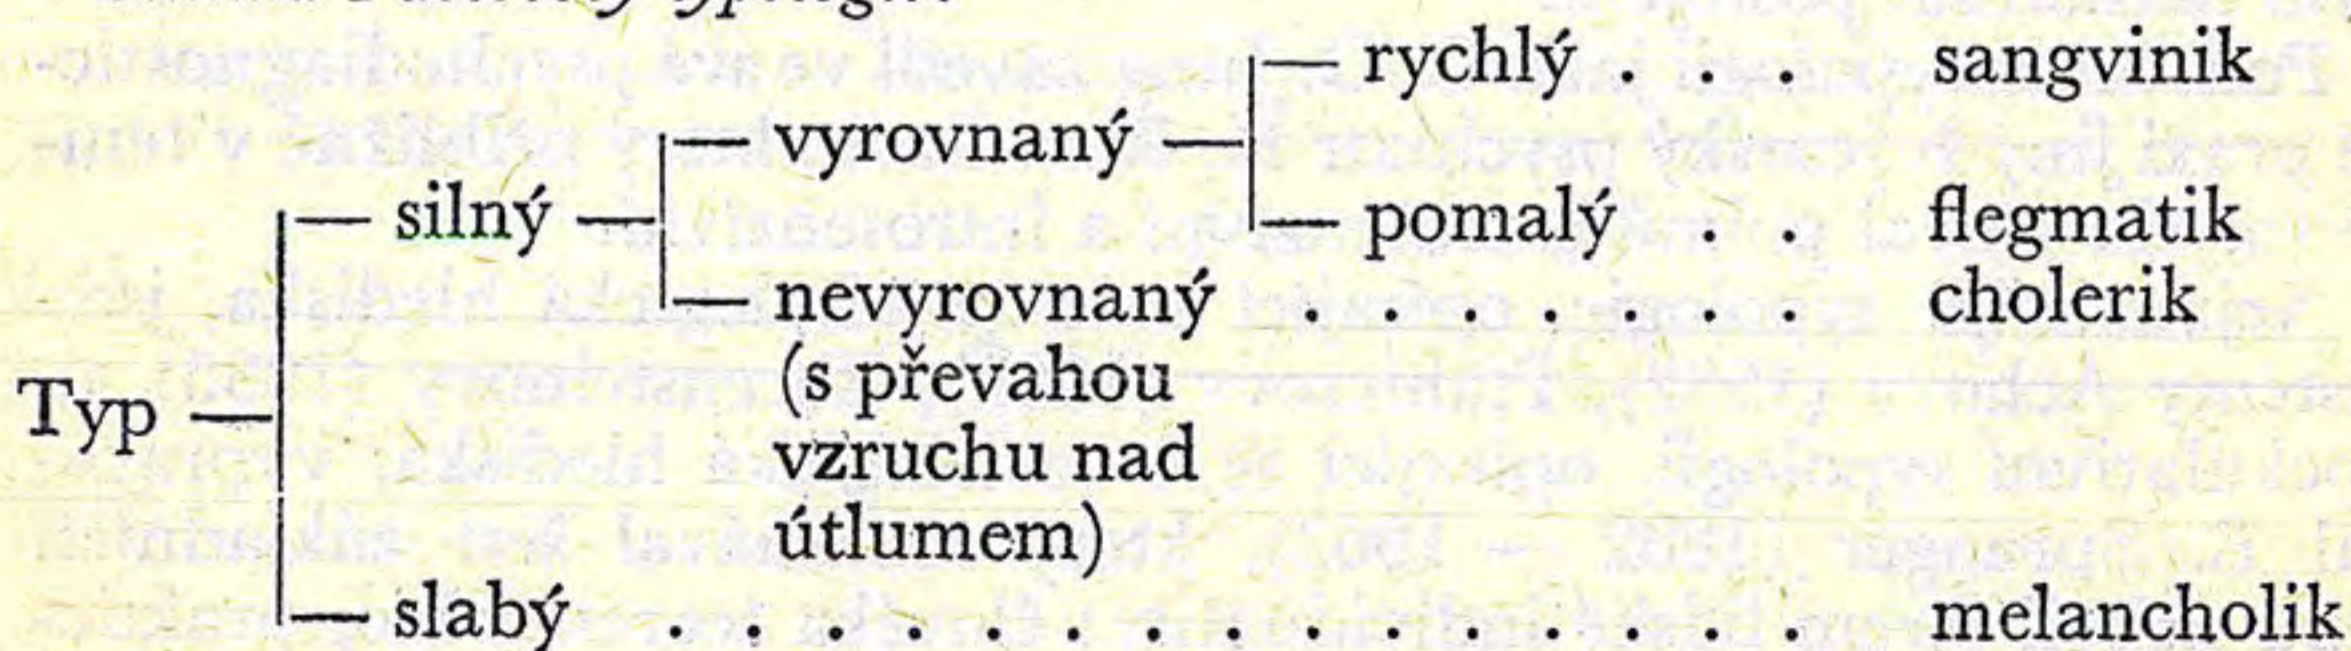 — rychlý . . . sangvinik
— vyrovnaný —
— silný —
— pomalý . . flegmatik
— nevyrovnaný . . . . . . . cholerik
(s převahou
Typ —
vzruchu nad
útlumem)
— slabý . . . . . . . . . . . . . . . melancholik